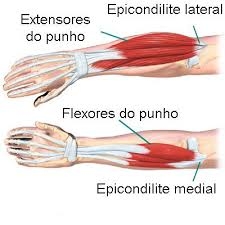 Epicondilite lateral
Extensores
do punho
Flexores do punho
Epicondilite medial